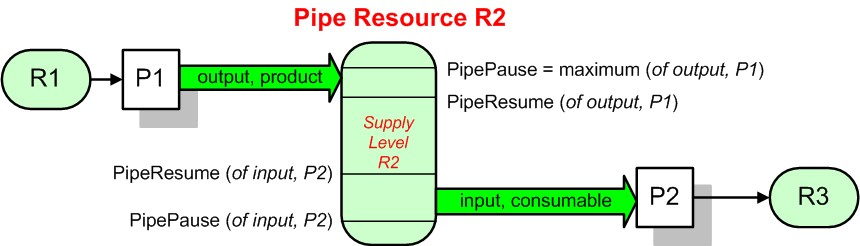 Pipe Resource R2
R1
P1
output, product
PipePause = maximum (of output, P1)
PipeResume (of output, P1)
Supply
Level
R2
PipeResume (of input, P2)
PipePause (of input, P2)
input, consumable
P2
R3